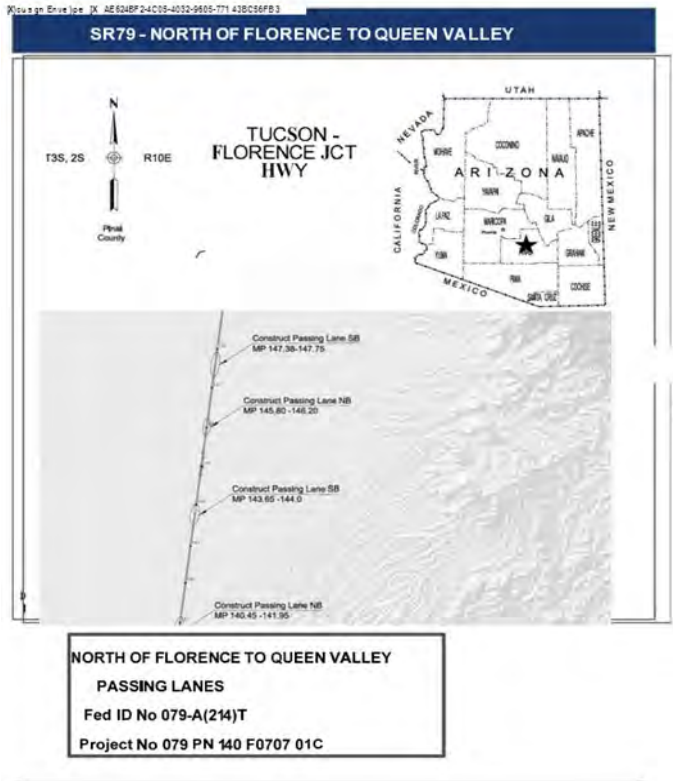 SR79 - NORTH OF FLORENCE TO QUEEN VALLEY
N
T3S, 2S
R10E
Pinal
County
TUCSON -
FLORENCE JCT
HWY
UTAH
NEVADA
CALIFORNIA
NEW MEXICO
MEXICO
ARIZONA
MOHAVE
COCONINO
NAVAJO
APACHE
YAVAPAI
LA PAZ
MARICOPA
GILA
YUMA
GRAHAM
PIMA
COCHISE
SANTA CRUZ
COLORADO
RIVER
Construct Passing Lane SB
MP 147.38-147.75
Construct Passing Lane NB
MP 145.80 -146.20
Construct Passing Lane SB
MP 143.65 -144.0
Construct Passing Lane NB
MP 140.45 -141.95
NORTH OF FLORENCE TO QUEEN VALLEY
PASSING LANES
Fed ID No 079-A(214)T
Project No 079 PN 140 F0707 01C